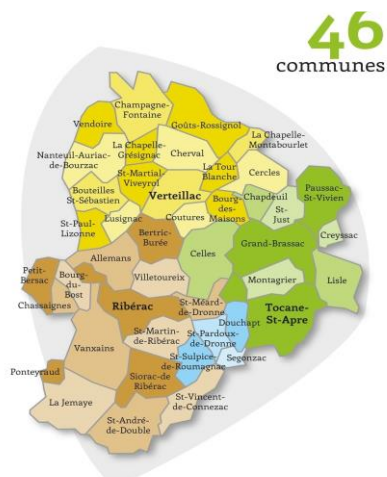 46
communes
Champagne-
Fontaine
Vendoire
Goûts-Rossignol
La Chapelle-
Montabourlet
Nanteuil-Auriac-
de-Bourzac
La Chapelle-
Grésignac
Cherval
La Tour
Blanche
Cercles
St-Martial-
Viveyrol
Verteillac
Bouteilles
St-Sébastien
Bourg-
des-
Maisons
Chapdeuil
St-
Just
Paussac-
St-Vivien
St-Paul-
Lizonne
Lusignac
Coutures
Bertric-
Burée
Creyssac
Grand-Brassac
Allemans
Celles
Petit-
Bersac
Bourg-
du-
Bost
Villetoureix
Montagrier
Lisle
Chassaignes
Ribérac
St-Méard-
de-Dronne
Tocane-
St-Apre
Douchapt
St-Martin-
de-Ribérac
St-Pardoux-
de-Dronne
Vanxains
St-Sulpice-
de-Roumagnac
Segonzac
Ponteyraud
Siorac-de
Ribérac
La Jemaye
St-Vincent-
de-Connezac
St-André-
de-Double